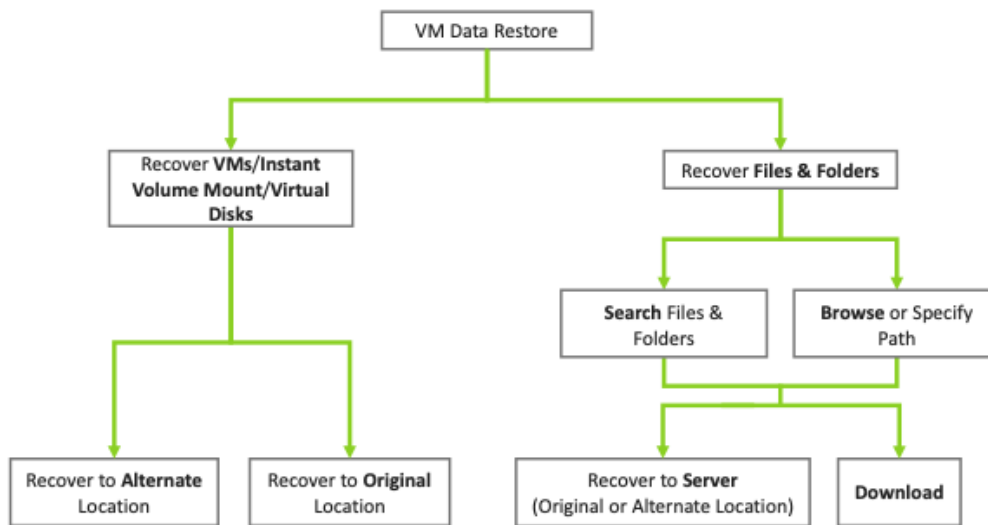 VM Data Restore
Recover VMs/Instant
Volume Mount/Virtual
Disks
Recover Files & Folders
Search Files &
Folders
Browse or Specify
Path
Recover to Alternate
Location
Recover to Original
Location
Recover to Server
(Original or Alternate Location)
Download